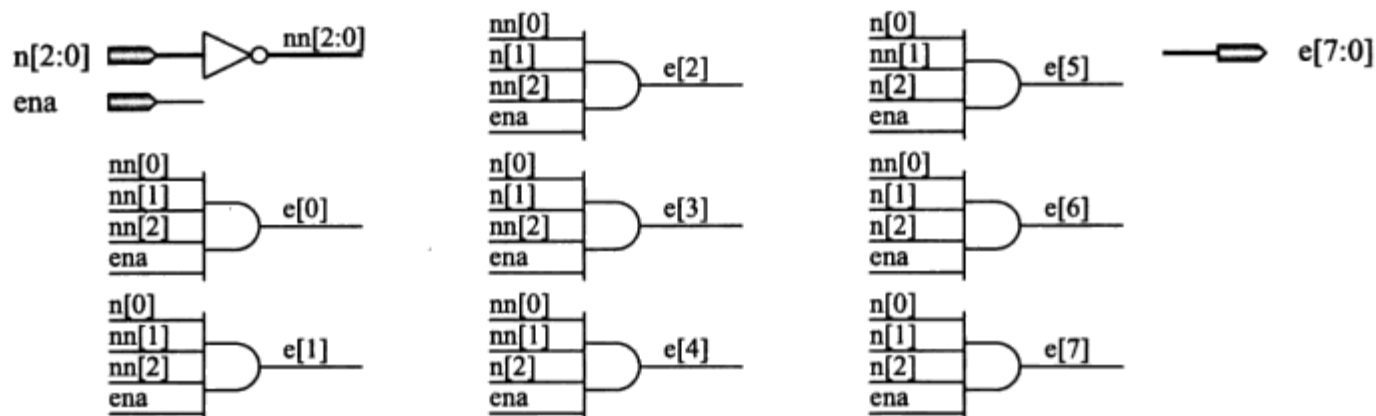 n[2:0]
nn[2:0]
ena
nn[0]
nn[1]
nn[2]
ena
e[0]
n[0]
nn[1]
nn[2]
ena
e[1]
nn[0]
n[1]
nn[2]
ena
e[2]
n[0]
n[1]
nn[2]
ena
e[3]
nn[0]
nn[1]
n[2]
ena
e[4]
n[0]
nn[1]
n[2]
ena
e[5]
nn[0]
n[1]
n[2]
ena
e[6]
n[0]
n[1]
n[2]
ena
e[7]
e[7:0]